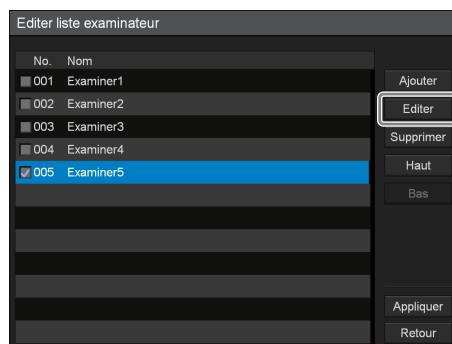 Editer liste examinateur
No. Nom
001 Examiner1
002 Examiner2
003 Examiner3
004 Examiner4
005 Examiner5
Ajouter
Editer
Supprimer
Haut
Bas
Appliquer
Retour